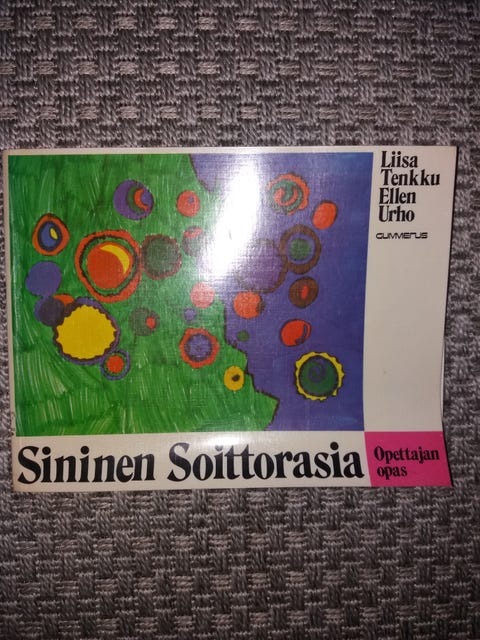 Liisa
Tenkku
Ellen
Urho
GUMMERUS
Sininen Soittorasia
Opettajan
opas